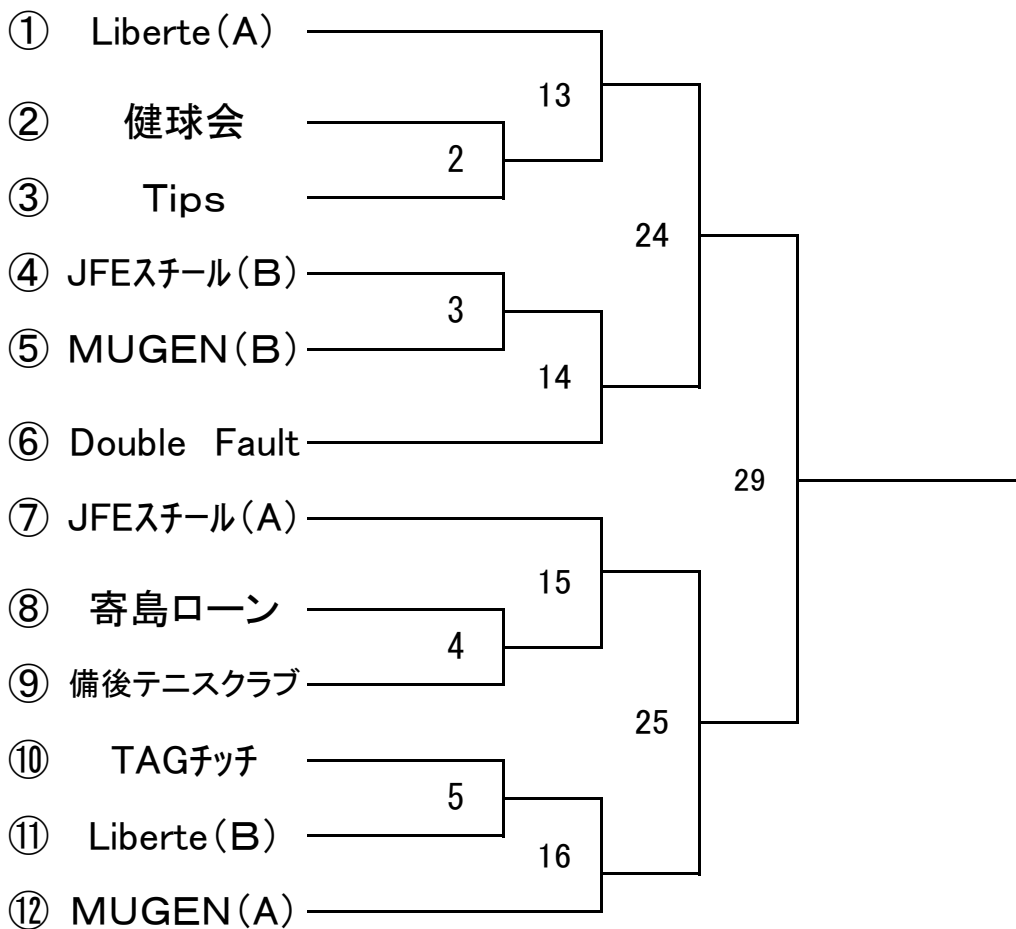 ① Liberte(A)
13
② 健球会
2
③ Tips
24
④ JFEスチール(B)
3
⑤ MUGEN(B)
14
⑥ Double Fault
29
⑦ JFEスチール(A)
15
⑧ 寄島ローン
4
⑨ 備後テニスクラブ
25
⑩ TAGチッチ
5
⑪ Liberte(B)
16
⑫ MUGEN(A)